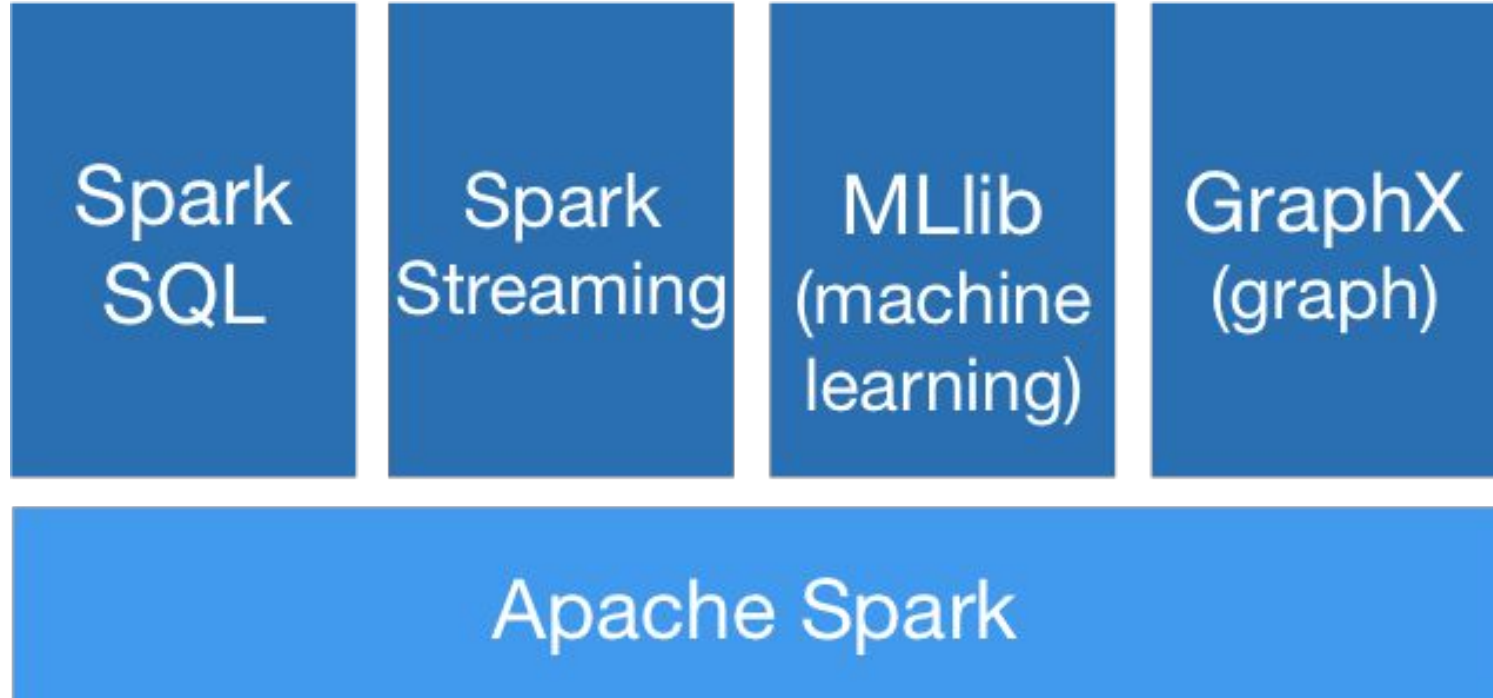 Spark
SQL
Spark
Streaming
MLlib
(machine
learning)
GraphX
(graph)
Apache Spark